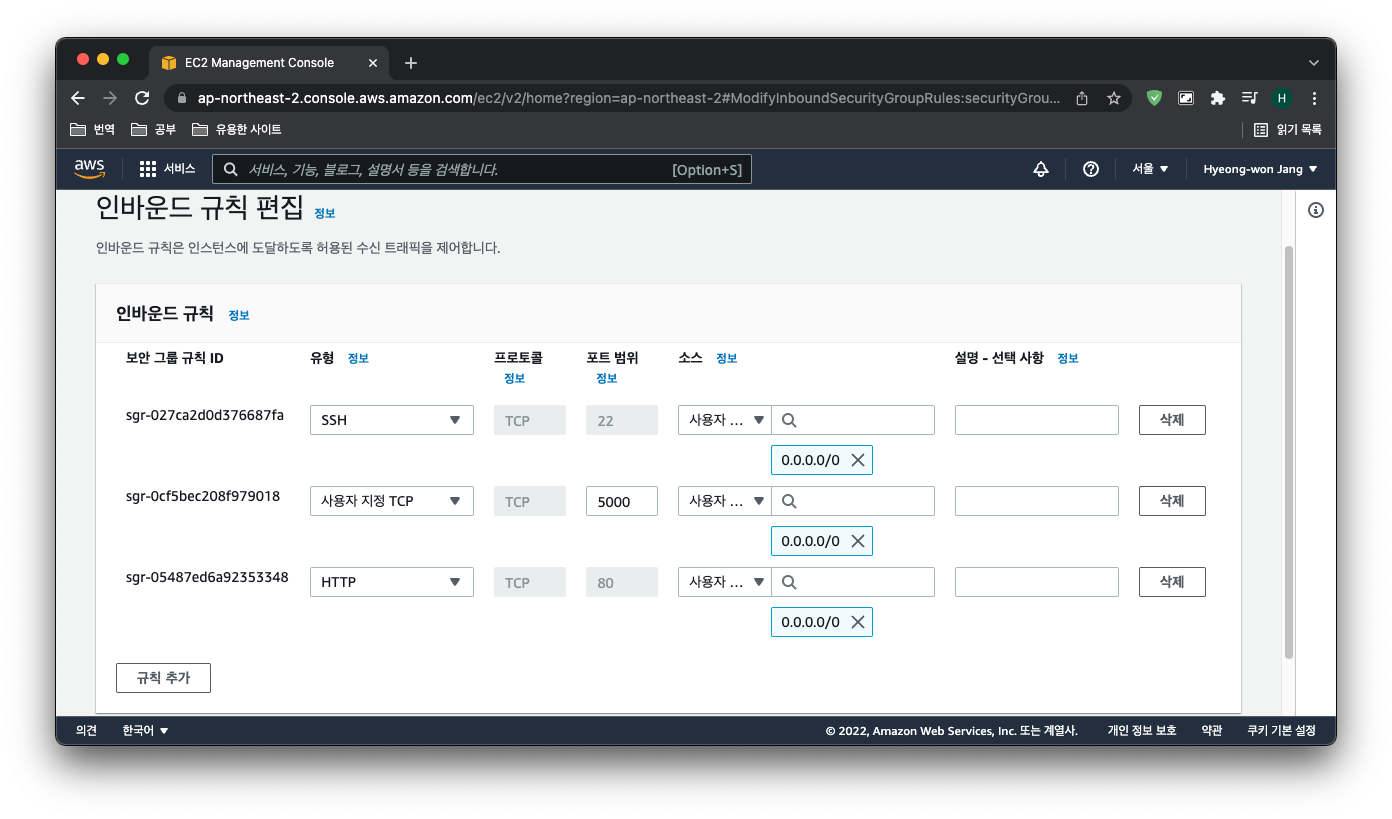 EC2 Management Console
ap-northeast-2.console.aws.amazon.com/ec2/v2/home?region=ap-northeast-2#ModifyInboundSecurityGroupRules:securityGrou...
H
번역 공부 유용한 사이트 읽기 목록
aws 서비스 서비스, 기능, 블로그, 설명서 등을 검색합니다. [Option+S] 서울 Hyeong-won Jang
인바운드 규칙 편집 정보
인바운드 규칙은 인스턴스에 도달하도록 허용된 수신 트래픽을 제어합니다.
인바운드 규칙 정보
보안 그룹 규칙 ID 유형 정보 프로토콜 포트 범위 소스 정보 설명 - 선택 사항 정보
정보 정보
sgr-027ca2d0d376687fa SSH TCP 22 사용자 ... 삭제
0.0.0.0/0
sgr-0cf5bec208f979018 사용자 지정 TCP TCP 5000 사용자 ... 삭제
0.0.0.0/0
sgr-05487ed6a92353348 HTTP TCP 80 사용자 ... 삭제
0.0.0.0/0
규칙 추가
의견 한국어 © 2022, Amazon Web Services, Inc. 또는 계열사. 개인 정보 보호 약관 쿠키 기본 설정